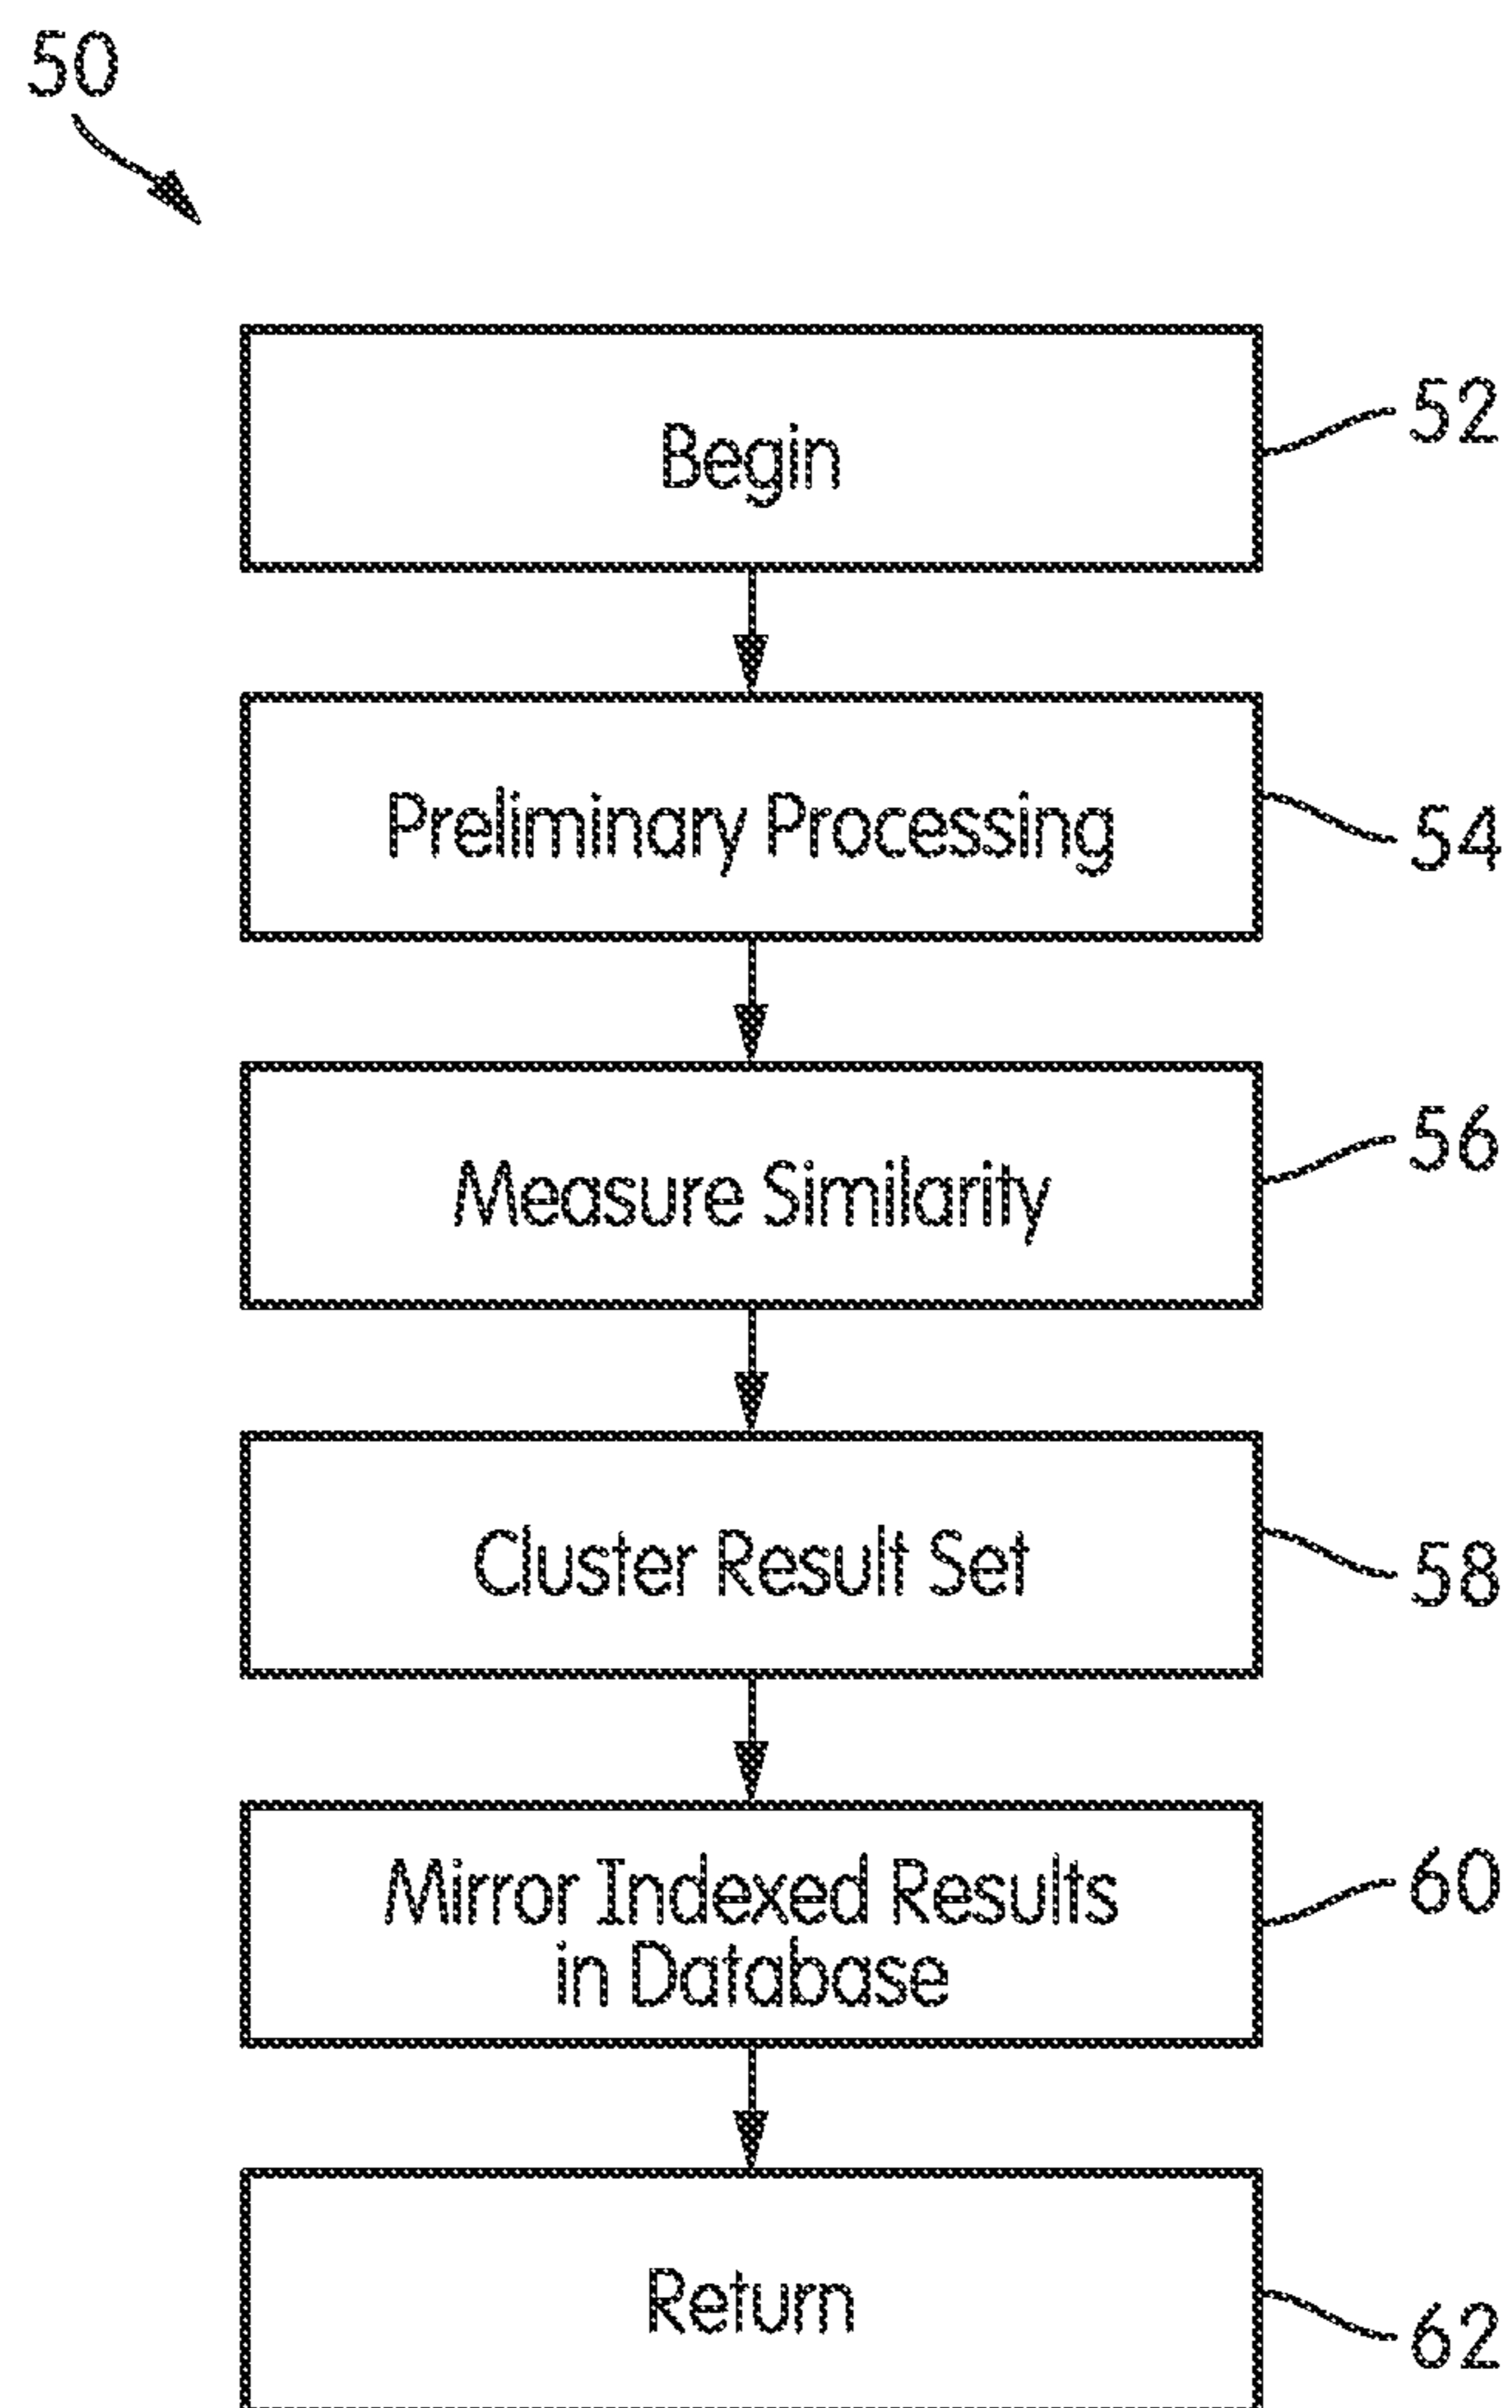 50
Begin
52
Preliminary Processing
54
Measure Similarity
56
Cluster Result Set
58
Mirror Indexed Results
in Database
60
Return
62